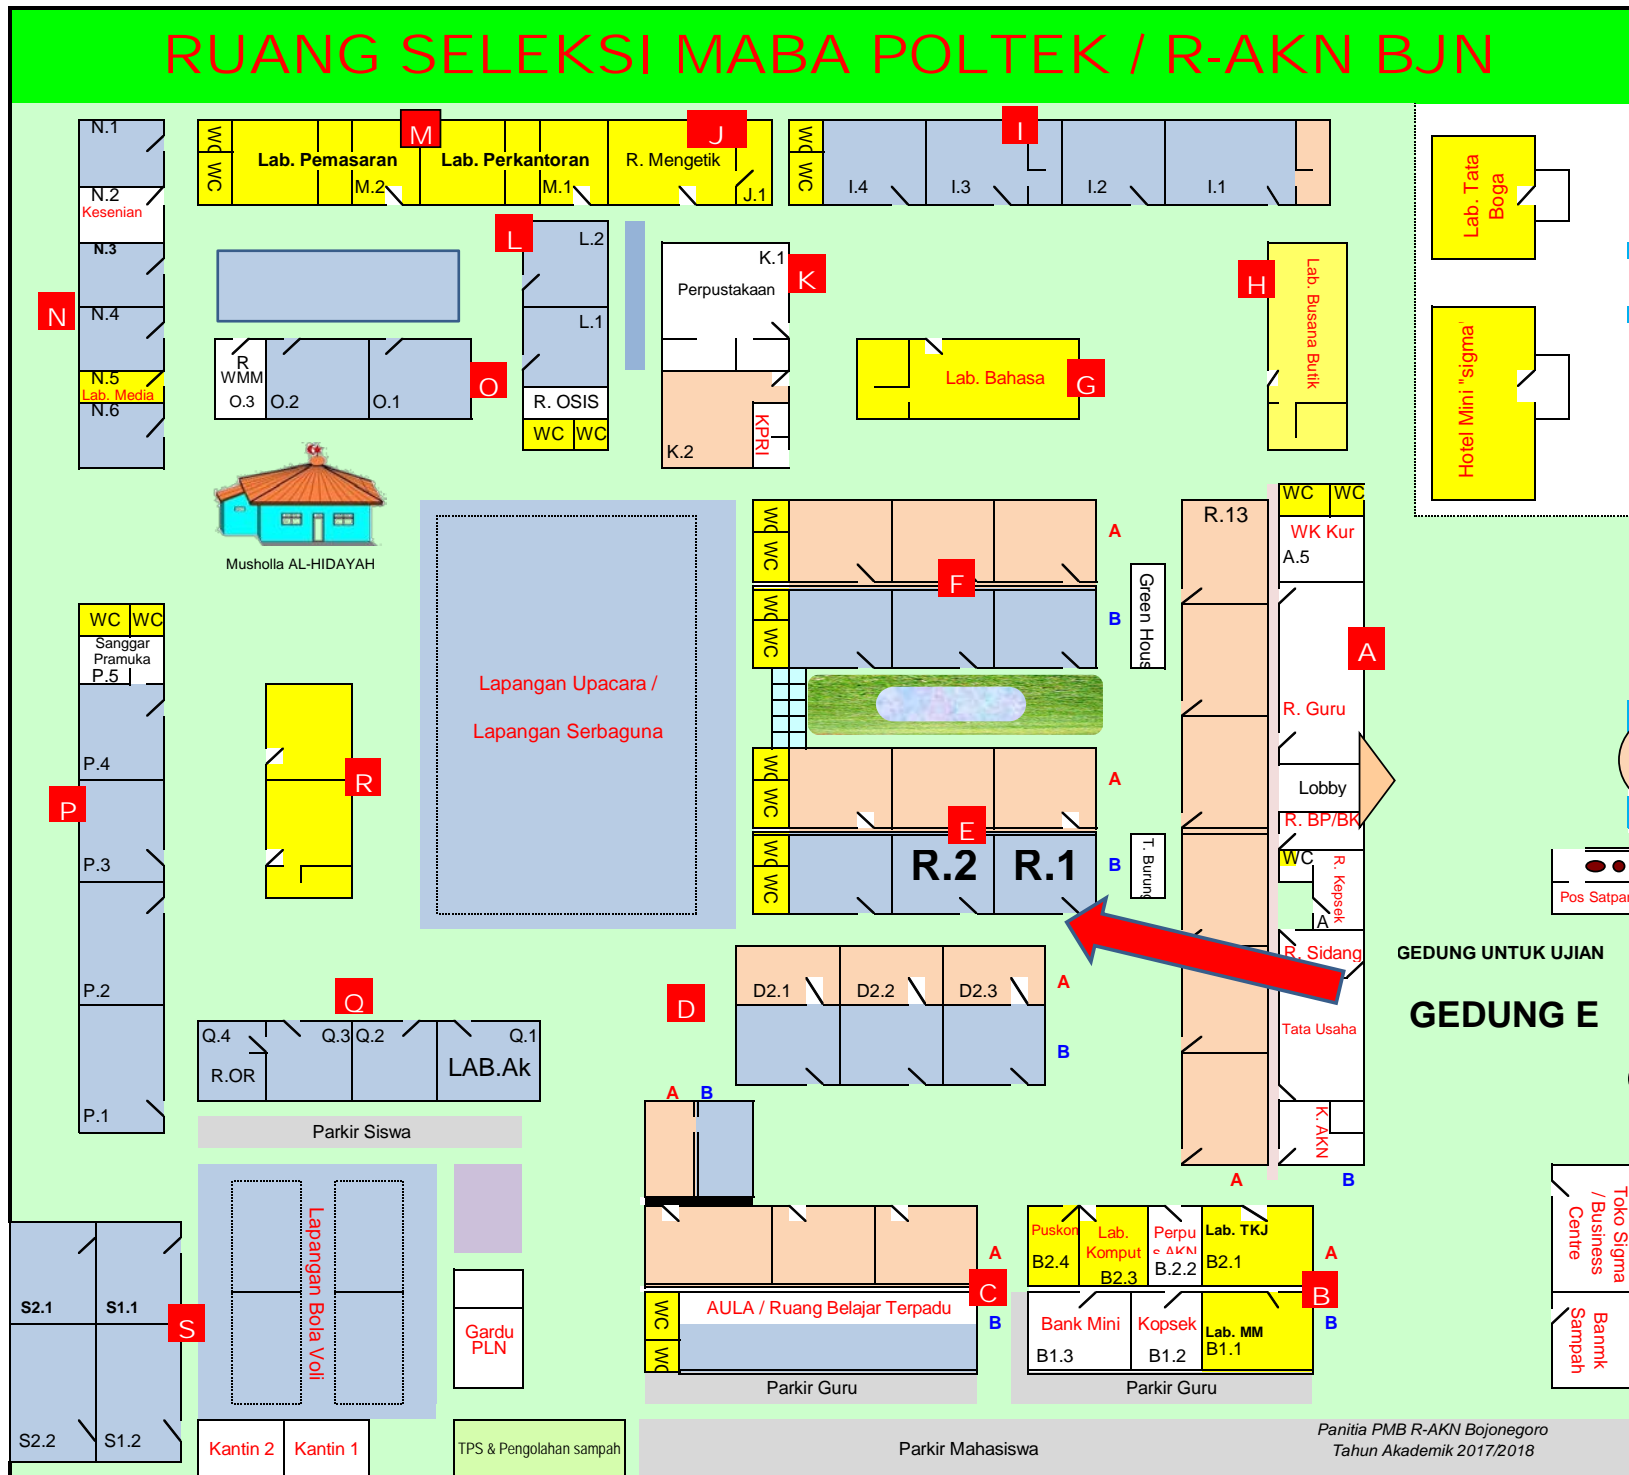 RUANG SELEKSI MABA POLTEK / R-AKN BJN
N.1
N.2
Kesenian
N.3
N.4
N.5
Lab. Media
N.6
N
WC
WC
Lab. Pemasaran
M.2
M
Lab. Perkantoran
M.1
R. Mengetik
J
J.1
WC
WC
I.4
I.3
I
I.2
I.1
Lab. Tata
Boga
Hotel Mini "sigma"
L
L.2
L.1
R. OSIS
WC
WC
K.1
K
Perpustakaan
K.2
KPRI
R
WMM
O.3
O.2
O.1
O
Lab. Bahasa
G
H
Lab. Busana Butik
Musholla AL-HIDAYAH
Lapangan Upacara /
Lapangan Serbaguna
WC
WC
A
F
WC
WC
B
Green Hous
R.13
WC
WC
WK Kur
A.5
A
R. Guru
Lobby
R. BP/BK
WC
R. Kepsek
A
R. Sidang
Tata Usaha
K. AKN
A
B
WC
WC
Sanggar
Pramuka
P.5
P.4
P
P.3
P.2
P.1
R
WC
WC
A
E
WC
WC
R.2
R.1
B
T. Burung
Pos Satpam
GEDUNG UNTUK UJIAN
GEDUNG E
D
D2.1
D2.2
D2.3
A
B
Q
Q.4
R.OR
Q.3
Q.2
Q.1
LAB.Ak
Parkir Siswa
A
B
Lapangan Bola Voli
Gardu
PLN
S2.1
S1.1
S
S2.2
S1.2
Kantin 2
Kantin 1
TPS & Pengolahan sampah
A
C
AULA / Ruang Belajar Terpadu
B
WC
WC
Parkir Guru
Puskom
B2.4
Lab.
Komput
B2.3
Perpu
s AKN
B.2.2
Lab. TKJ
B2.1
A
B
Bank Mini
B1.3
Kopsek
B1.2
Lab. MM
B1.1
B
Parkir Guru
Toko Sigma
/ Business
Centre
Banmk
Sampah
Parkir Mahasiswa
Panitia PMB R-AKN Bojonegoro
Tahun Akademik 2017/2018